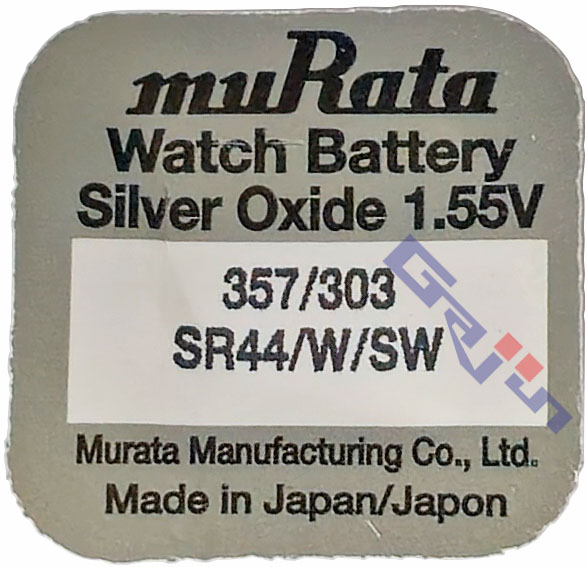 muRata
Watch Battery
Silver Oxide 1.55V
357/303
SR44/W/SW
Murata Manufacturing Co., Ltd.
Made in Japan/Japon